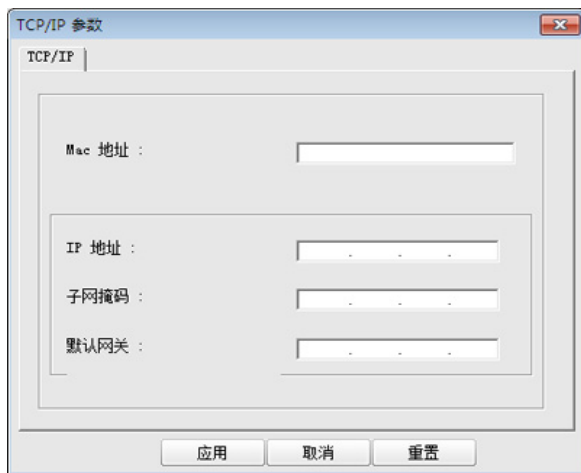 TCP/IP 参数
TCP/IP
Mac 地址 :
IP 地址 :
. . .
子网掩码 :
. . .
默认网关 :
. . .
应用 取消 重置